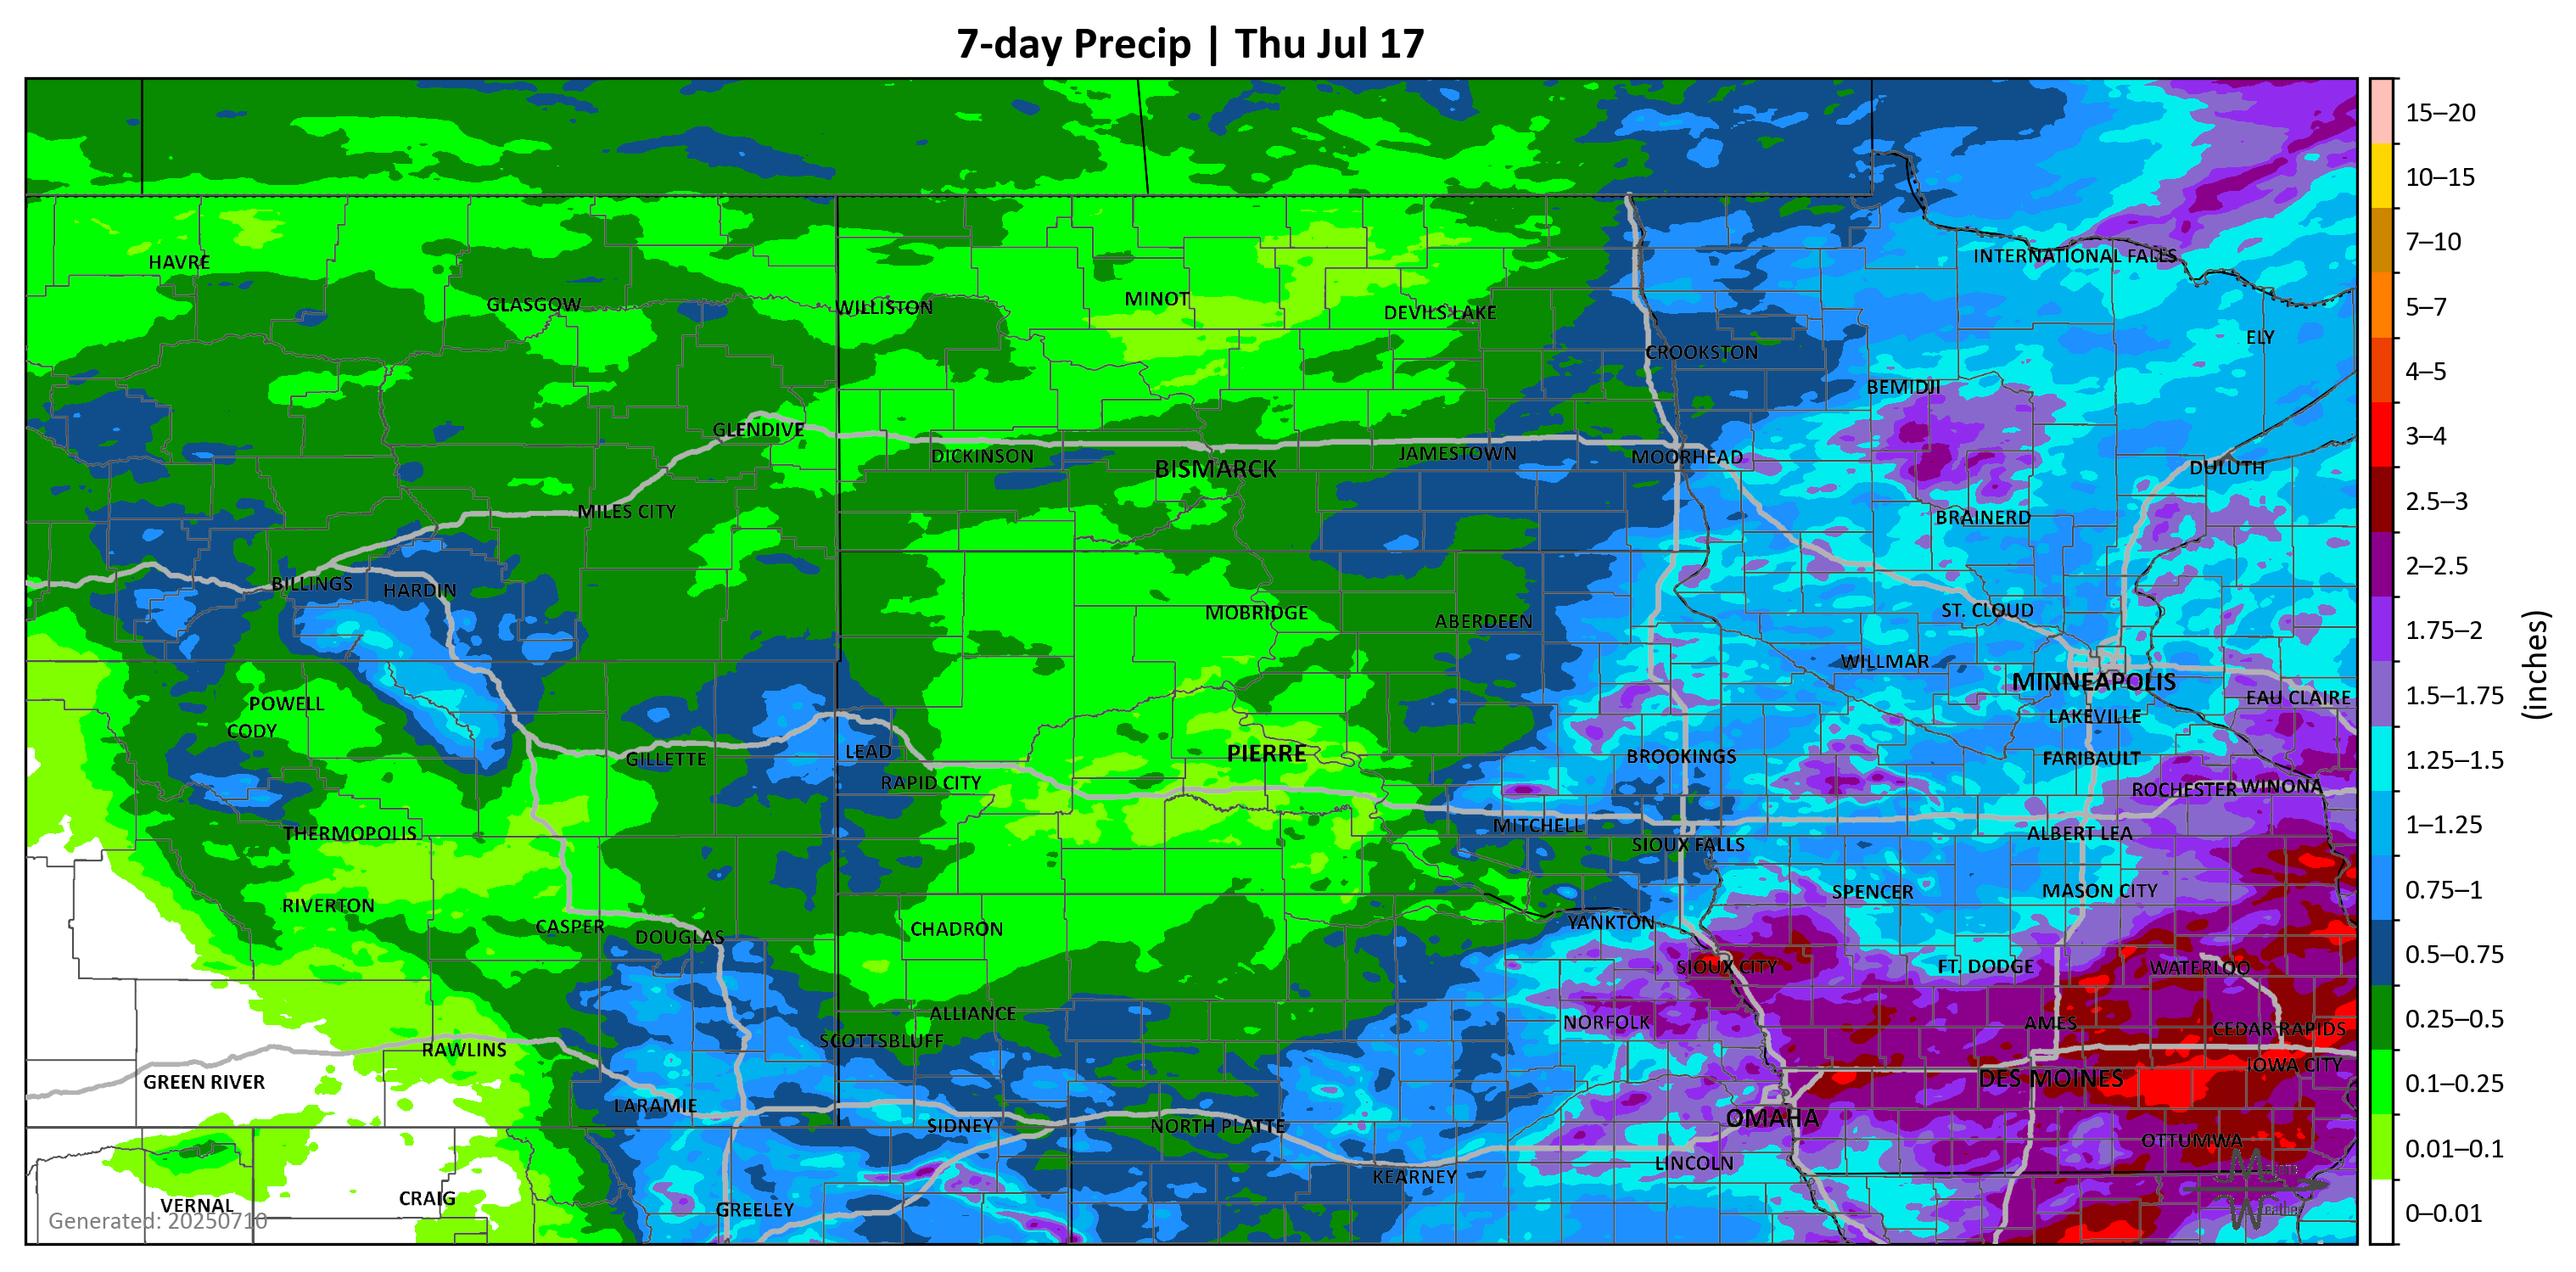 7-day Precip | Thu Jul 17
15–20
10–15
7–10
5–7
4–5
3–4
2.5–3
2–2.5
1.75–2
1.5–1.75
1.25–1.5
1–1.25
0.75–1
0.5–0.75
0.25–0.5
0.1–0.25
0.01–0.1
0–0.01
(inches)
HAVRE
INTERNATIONAL FALLS
GLASGOW
WILLISTON
MINOT
DEVILS LAKE
ELY
CROOKSTON
BEMIDJI
GLENDIVE
DICKINSON
BISMARCK
JAMESTOWN
MOORHEAD
DULUTH
MILES CITY
BRAINERD
BILLINGS
HARDIN
MOBRIDGE
ABERDEEN
ST. CLOUD
WILLMAR
MINNEAPOLIS
POWELL
EAU CLAIRE
CODY
LAKEVILLE
GILLETTE
LEAD
PIERRE
BROOKINGS
FARIBAULT
RAPID CITY
ROCHESTER
WINONA
THERMOPOLIS
MITCHELL
SIOUX FALLS
ALBERT LEA
RIVERTON
SPENCER
MASON CITY
CASPER
DOUGLAS
CHADRON
YANKTON
SIOUX CITY
FT. DODGE
WATERLOO
ALLIANCE
NORFOLK
AMES
CEDAR RAPIDS
SCOTTSBLUFF
RAWLINS
IOWA CITY
GREEN RIVER
DES MOINES
LARAMIE
OMAHA
SIDNEY
NORTH PLATTE
OTTUMWA
LINCOLN
KEARNEY
VERNAL
CRAIG
GREELEY
Generated: 20250710